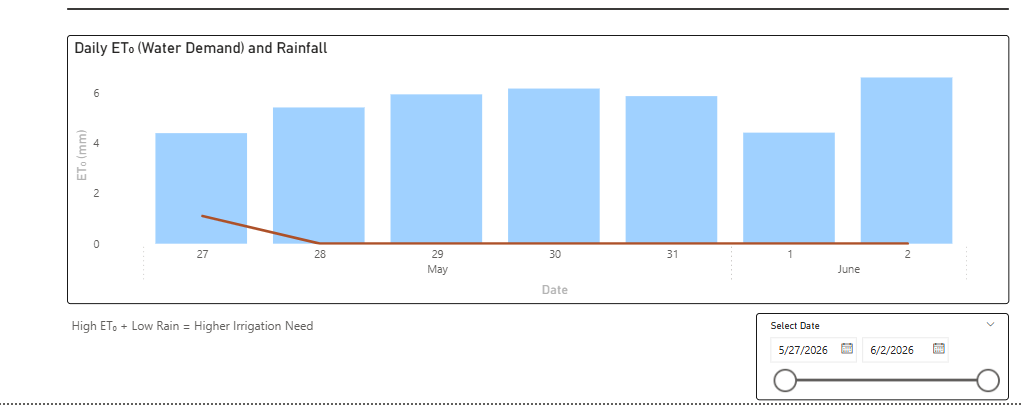 Daily ET₀ (Water Demand) and Rainfall
6
4
2
0
ET₀ (mm)
27 28 29 30 31 1 2
May June
Date
High ET₀ + Low Rain = Higher Irrigation Need
Select Date
5/27/2026 6/2/2026